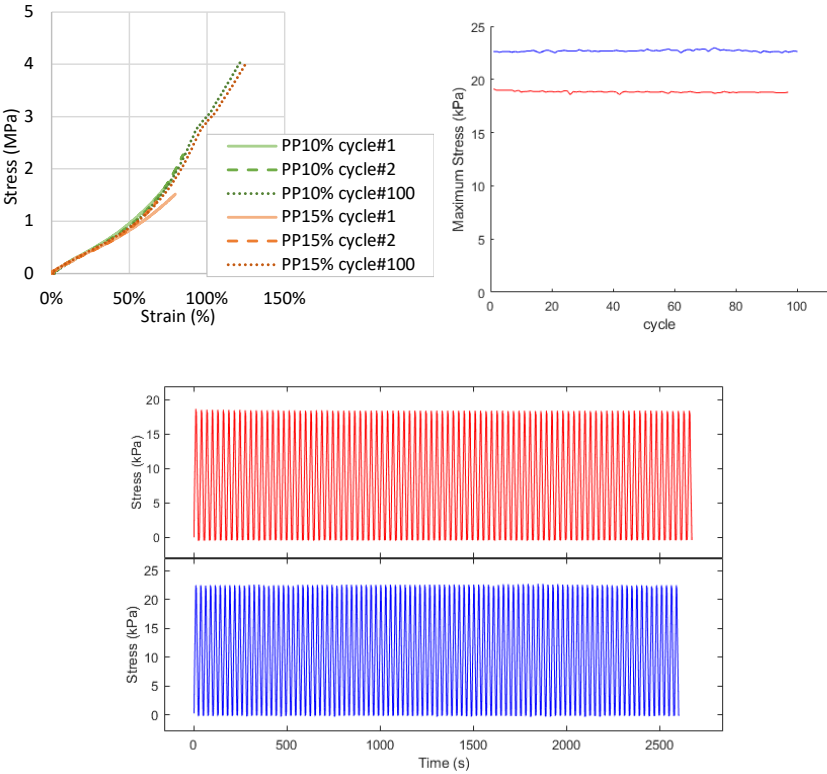 5
4
3
2
1
0
Stress (MPa)
0% 50% 100% 150%
Strain (%)
PP10% cycle#1
PP10% cycle#2
PP10% cycle#100
PP15% cycle#1
PP15% cycle#2
PP15% cycle#100
25
20
15
10
5
0
Maximum Stress (kPa)
0 20 40 60 80 100
cycle
20
15
10
5
0
Stress (kPa)
25
20
15
10
5
0
Stress (kPa)
0 500 1000 1500 2000 2500
Time (s)